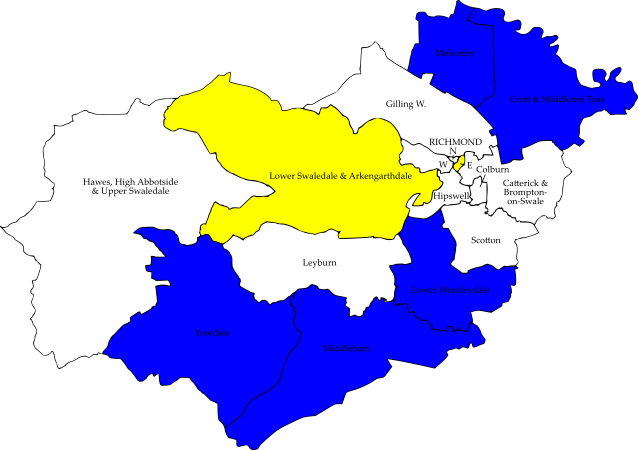 Melsonby
Croft & Middleton Tyas
Gilling W.
RICHMOND
N
W
E
Colburn
Lower Swaledale & Arkengarthdale
Hawes, High Abbotside
& Upper Swaledale
Catterick &
Brompton-
on-Swale
Hipswell
Scotton
Leyburn
Lower Wensleydale
Yoredale
Middleham